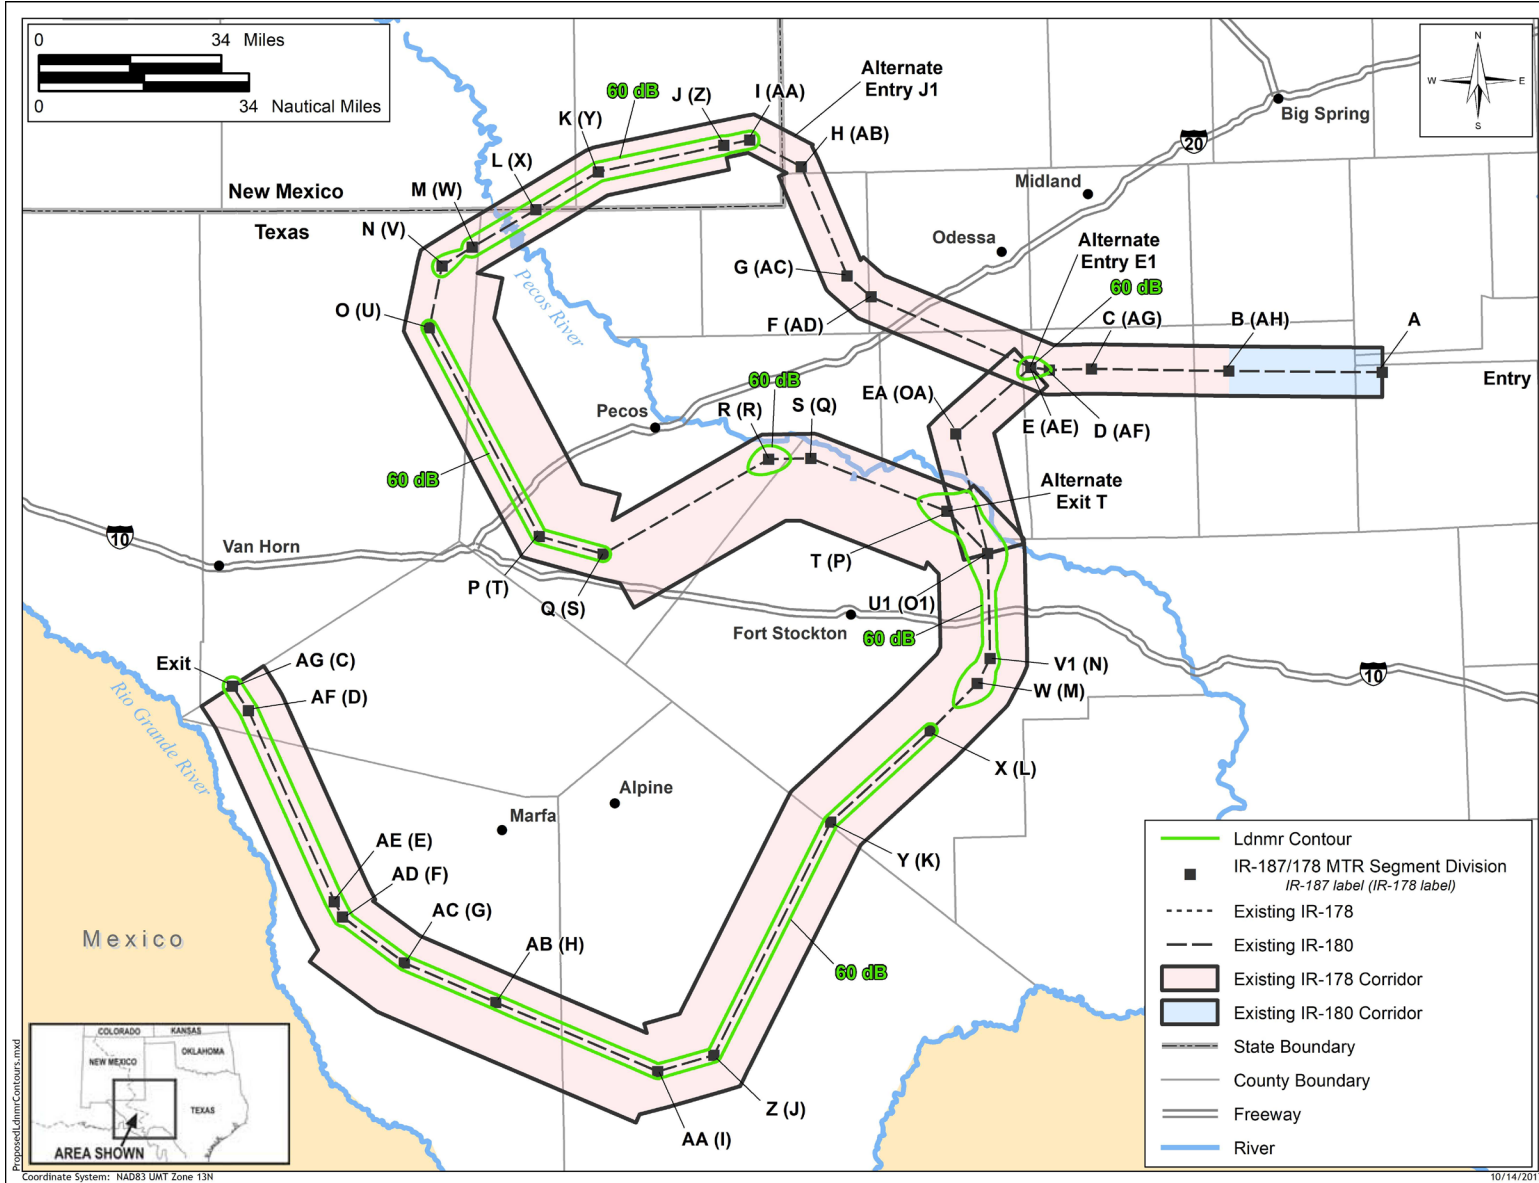 0 34 Miles
0 34 Nautical Miles
N
W E
S
Alternate
Entry J1
60 dB
J (Z)
I (AA)
K (Y)
H (AB)
L (X)
M (W)
N (V)
New Mexico
Texas
Big Spring
20
Midland
Odessa
Alternate
Entry E1
60 dB
G (AC)
Pecos River
O (U)
F (AD)
C (AG)
B (AH)
A
Entry
60 dB
EA (OA)
R (R)
S (Q)
Pecos
E (AE)
D (AF)
60 dB
Alternate
Exit T
10
Van Horn
T (P)
P (T)
Q (S)
U1 (O1)
Fort Stockton
60 dB
Exit
AG (C)
V1 (N)
10
AF (D)
W (M)
Rio Grande River
X (L)
Alpine
Marfa
AE (E)
Y (K)
AD (F)
AC (G)
AB (H)
Mexico
60 dB
Z (J)
AA (I)
Ldnmr Contour
IR-187/178 MTR Segment Division
IR-187 label (IR-178 label)
Existing IR-178
Existing IR-180
Existing IR-178 Corridor
Existing IR-180 Corridor
State Boundary
County Boundary
Freeway
River
COLORADO
KANSAS
NEW MEXICO
OKLAHOMA
TEXAS
AREA SHOWN
ProposedLdnmrContours.mxd
Coordinate System: NAD83 UMT Zone 13N
10/14/201